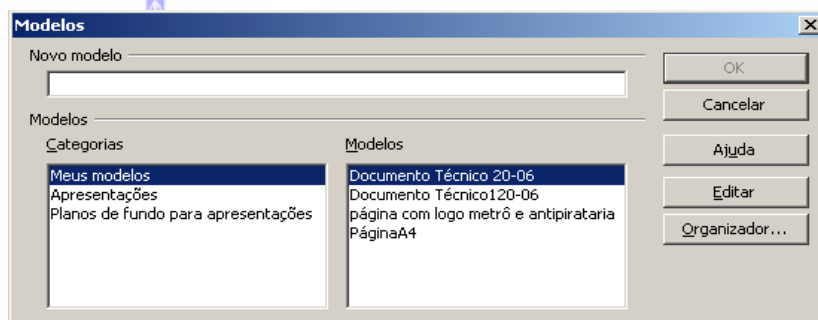 Modelos
Novo modelo
OK
Cancelar
Modelos
Categorias
Modelos
Ajuda
Meus modelos
Apresentações
Planos de fundo para apresentações
Documento Técnico 20-06
Documento Técnico120-06
página com logo metrô e antipirataria
PáginaA4
Editar
Organizador...